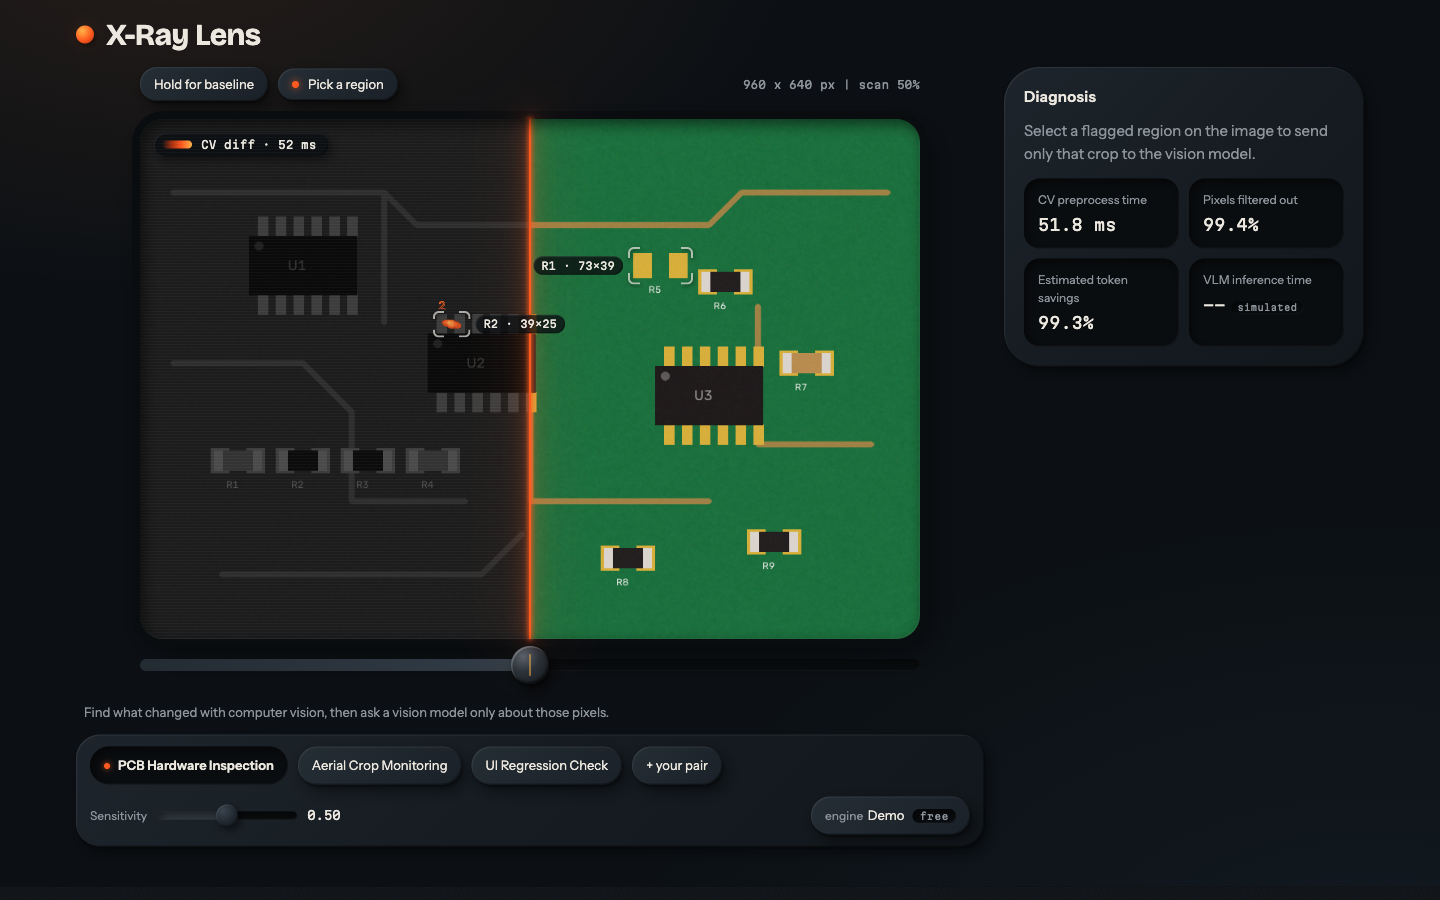 X-Ray Lens
Hold for baseline
Pick a region
960 x 640 px | scan 50%
CV diff · 52 ms
U1
R1 · 73×39
R5
R6
2
R2 · 39×25
U2
U3
R7
R1
R2
R3
R4
R8
R9
Diagnosis
Select a flagged region on the image to send
only that crop to the vision model.
CV preprocess time
51.8 ms
Pixels filtered out
99.4%
Estimated token
savings
99.3%
VLM inference time
-- simulated
Find what changed with computer vision, then ask a vision model only about those pixels.
PCB Hardware Inspection
Aerial Crop Monitoring
UI Regression Check
+ your pair
Sensitivity
0.50
engine Demo free